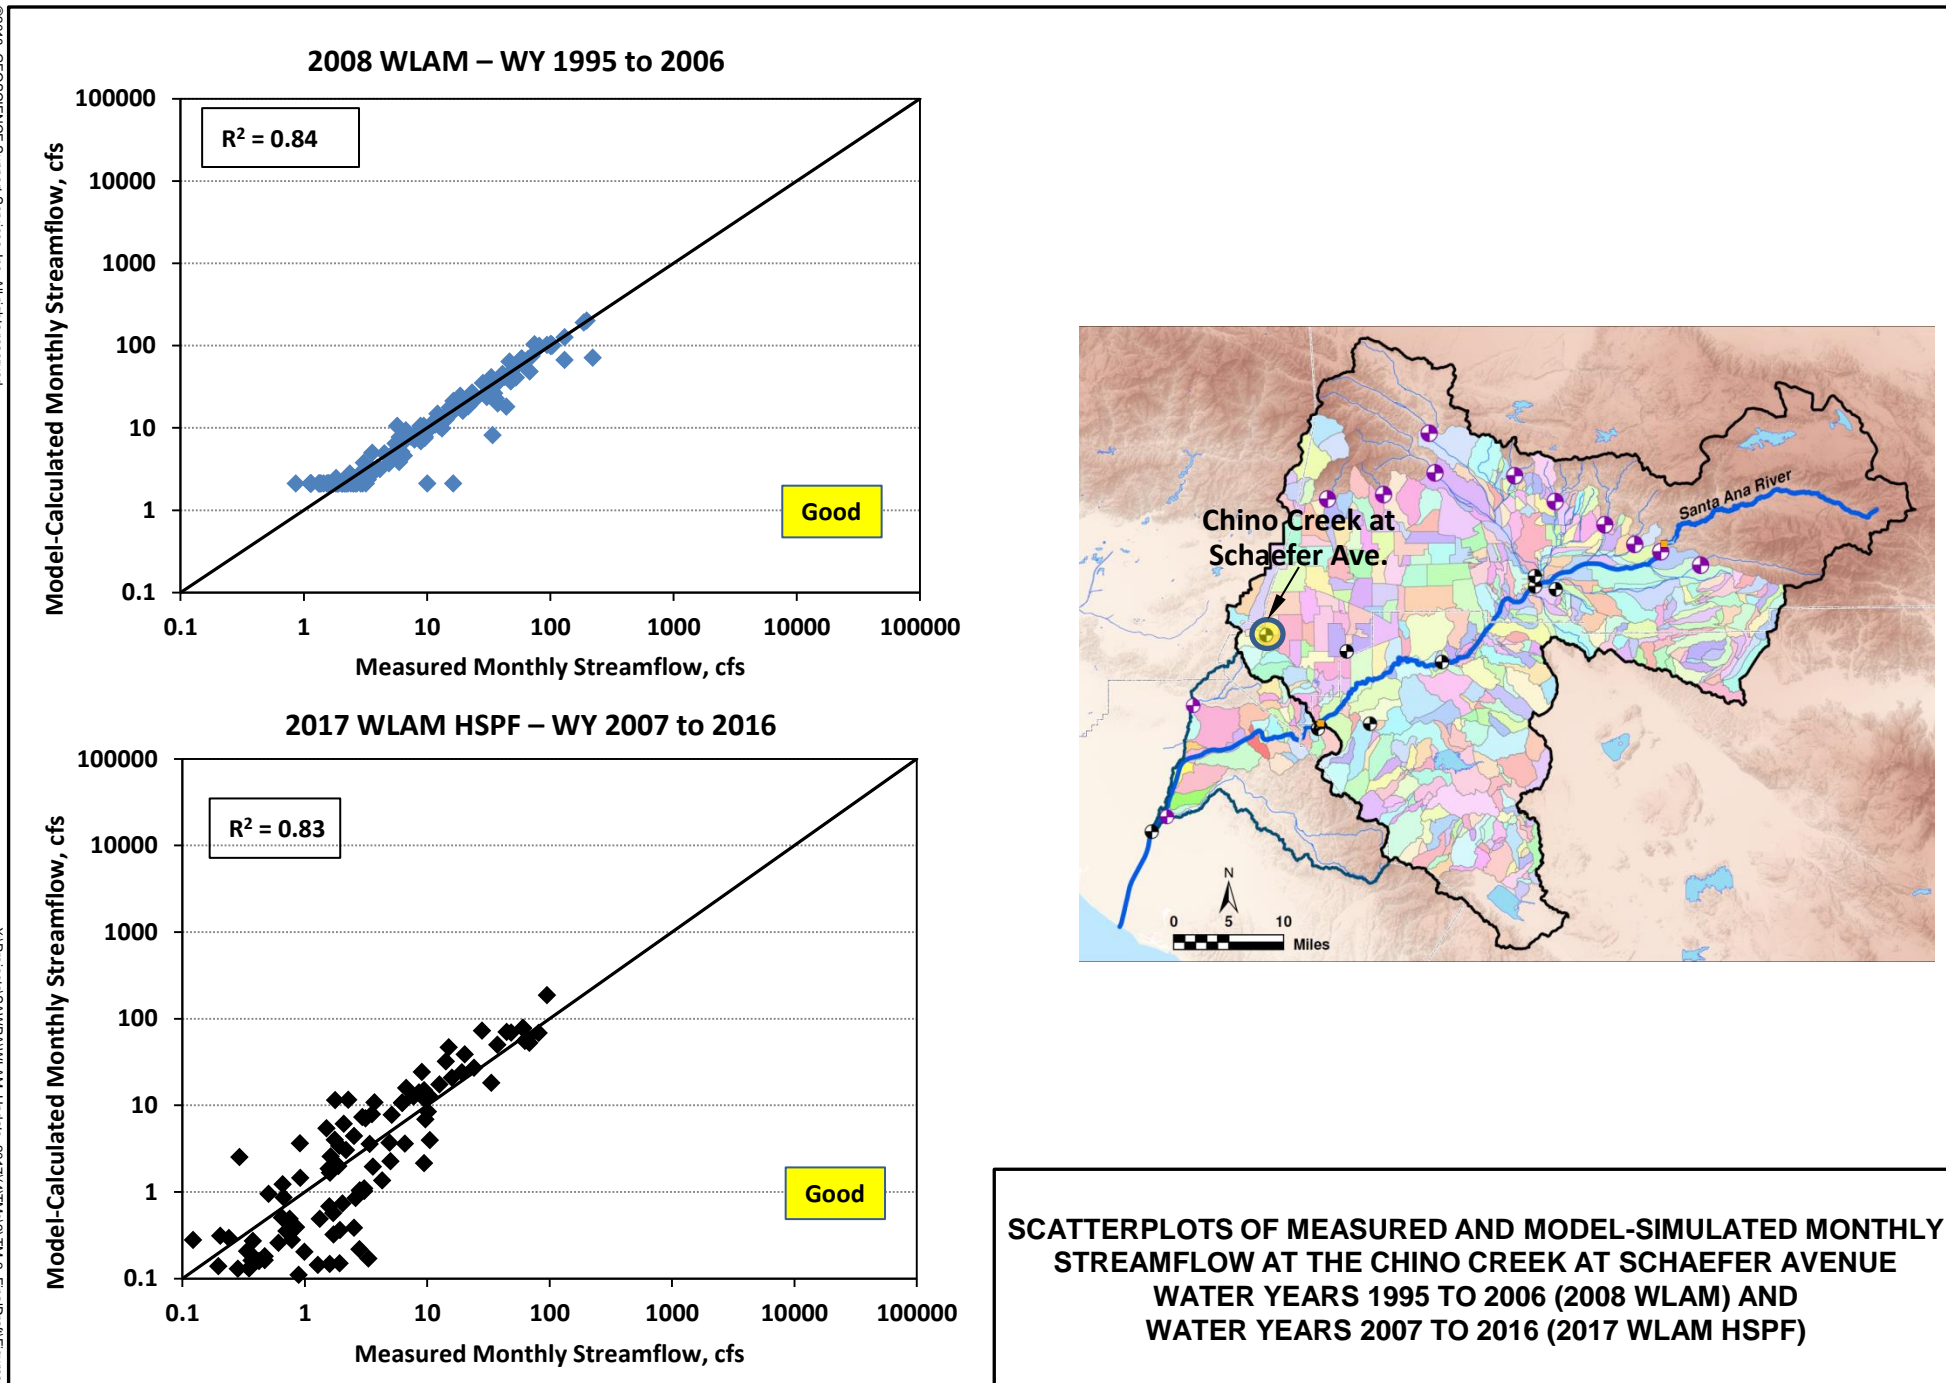 2008 WLAM – WY 1995 to 2006
R² = 0.84
Good
100000
10000
1000
100
10
1
0.1
0.1 1 10 100 1000 10000 100000
Model-Calculated Monthly Streamflow, cfs
Measured Monthly Streamflow, cfs
2017 WLAM HSPF – WY 2007 to 2016
R² = 0.83
Good
100000
10000
1000
100
10
1
0.1
0.1 1 10 100 1000 10000 100000
Model-Calculated Monthly Streamflow, cfs
Measured Monthly Streamflow, cfs
Chino Creek at
Schaefer Ave.
Santa Ana River
N
0 5 10
Miles
SCATTERPLOTS OF MEASURED AND MODEL-SIMULATED MONTHLY
STREAMFLOW AT THE CHINO CREEK AT SCHAEFER AVENUE
WATER YEARS 1995 TO 2006 (2008 WLAM) AND
WATER YEARS 2007 TO 2016 (2017 WLAM HSPF)